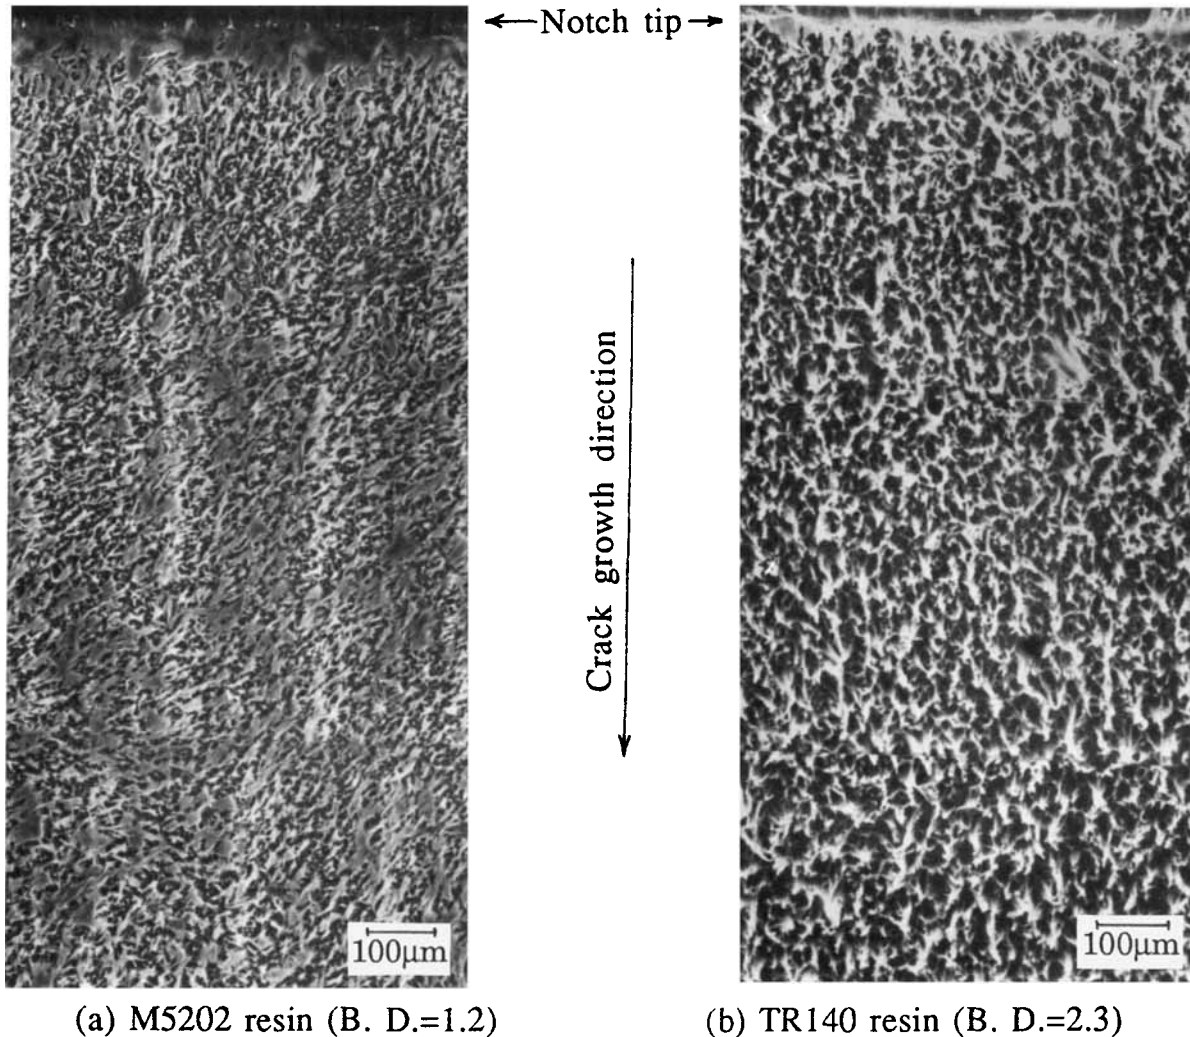 Notch tip
Crack growth direction
100μm
100μm
(a) M5202 resin (B. D.=1.2)
(b) TR140 resin (B. D.=2.3)